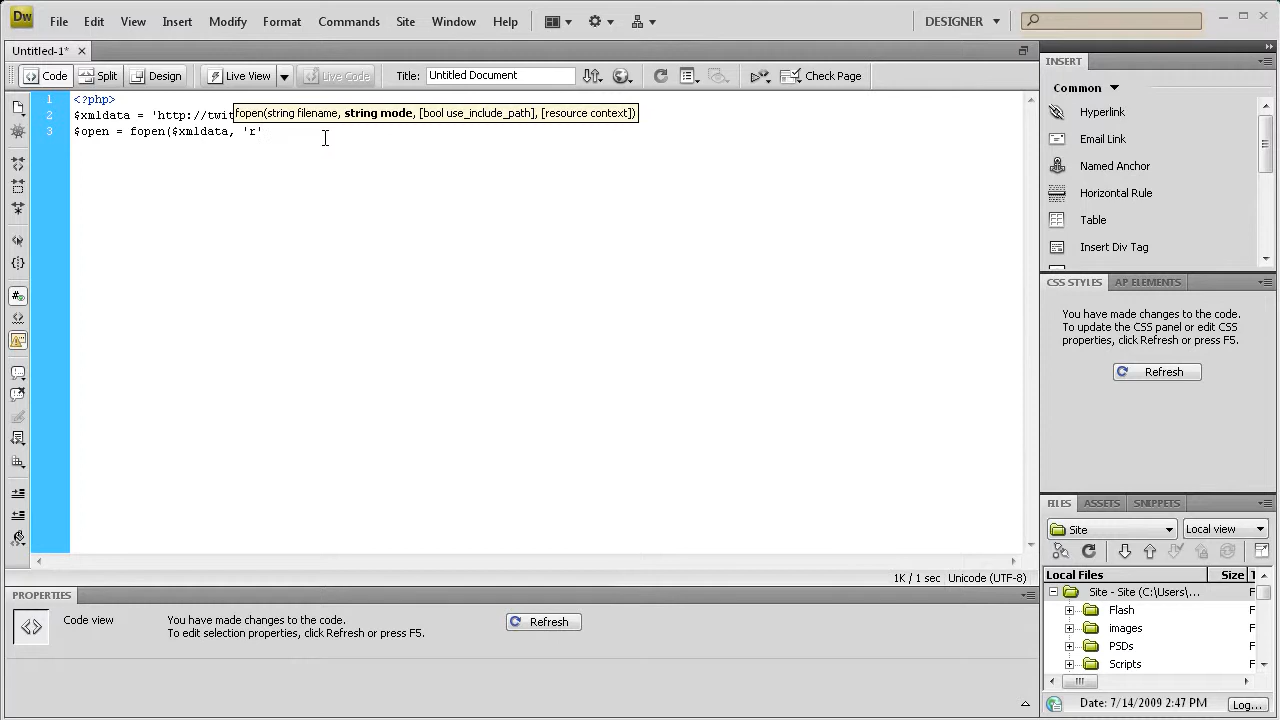 Dw File Edit View Insert Modify Format Commands Site Window Help DESIGNER
Untitled-1*
Code Split Design Live View Live Code Title: Untitled Document Check Page
1 <?php>
2 $xmldata = 'http://twit
fopen(string filename, string mode, [bool use_include_path], [resource context])
3 $open = fopen($xmldata, 'r'
INSERT
Common
Hyperlink
Email Link
Named Anchor
Horizontal Rule
Table
Insert Div Tag
CSS STYLES AP ELEMENTS
You have made changes to the code.
To update the CSS panel or edit CSS
properties, click Refresh or press F5.
Refresh
1K / 1 sec Unicode (UTF-8)
PROPERTIES
Code view
You have made changes to the code.
To edit selection properties, click Refresh or press F5.
Refresh
FILES ASSETS SNIPPETS
Site Local view
Local Files Size T
Site - Site (C:\Users\... F
Flash F
images F
PSDs F
Scripts F
Date: 7/14/2009 2:47 PM Log...